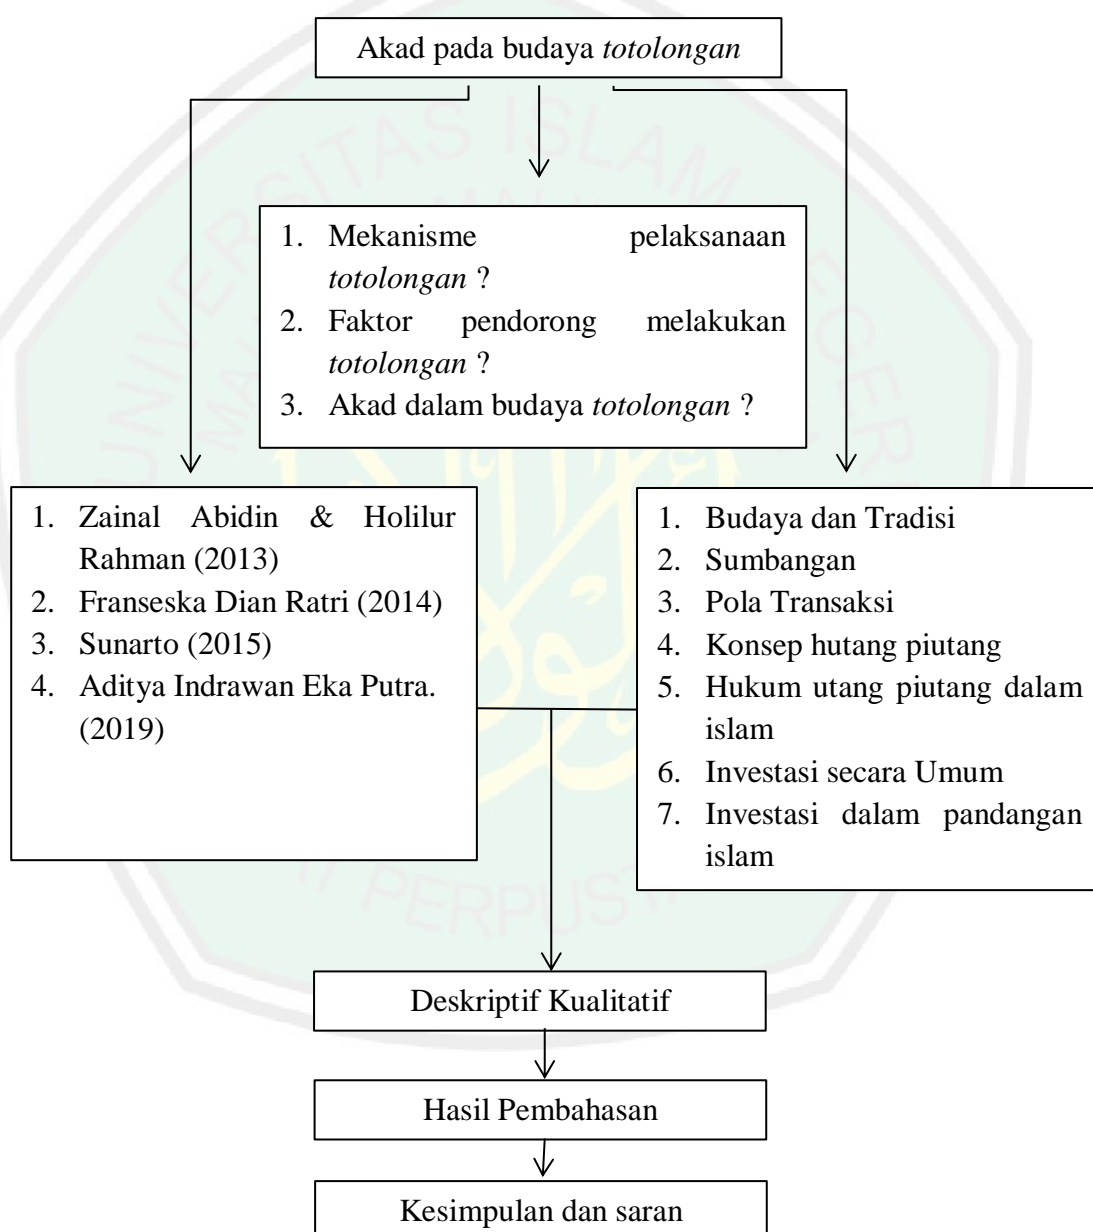 Akad pada budaya totolongan
1. Mekanisme pelaksanaan
totolongan ?
2. Faktor pendorong melakukan
totolongan ?
3. Akad dalam budaya totolongan ?
1. Zainal Abidin & Holilur
Rahman (2013)
2. Franseska Dian Ratri (2014)
3. Sunarto (2015)
4. Aditya Indrawan Eka Putra.
(2019)
1. Budaya dan Tradisi
2. Sumbangan
3. Pola Transaksi
4. Konsep hutang piutang
5. Hukum utang piutang dalam
islam
6. Investasi secara Umum
7. Investasi dalam pandangan
islam
Deskriptif Kualitatif
Hasil Pembahasan
Kesimpulan dan saran